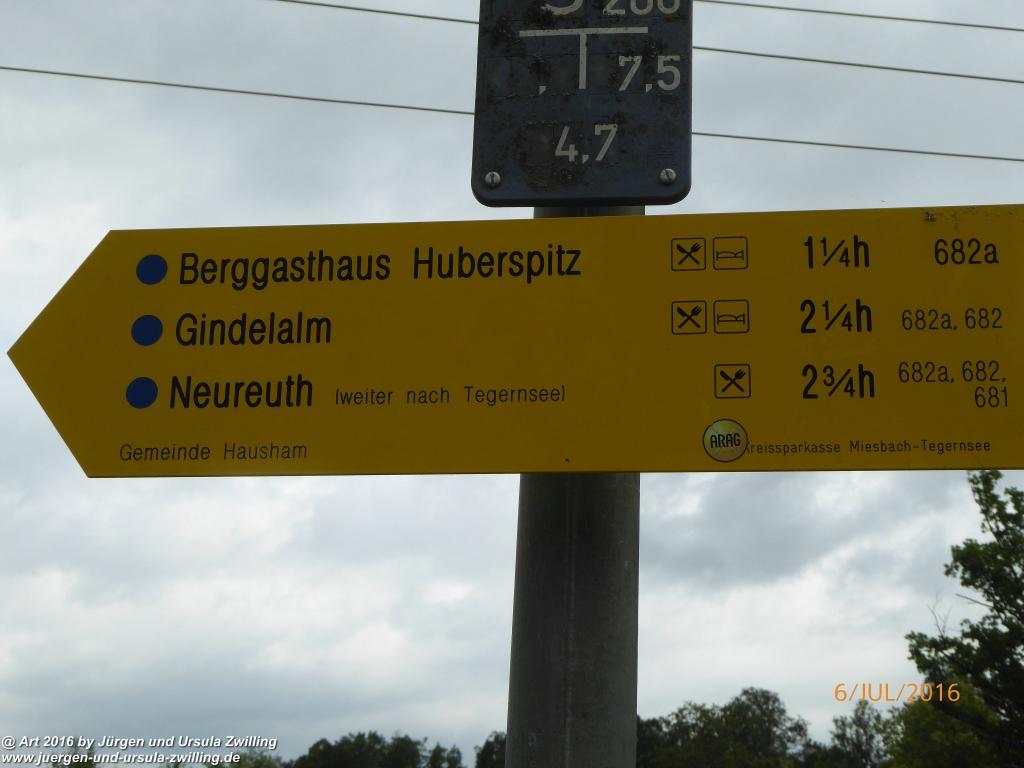 S 200
, 7,5
4,7
Berggasthaus Huberspitz 1¼h 682a
Gindelalm 2¼h 682a, 682
Neureuth (weiter nach Tegernsee) 2¾h 682a, 682,
681
Gemeinde Hausham ARAG Kreissparkasse Miesbach-Tegernsee
6/JUL/2016
@ Art 2016 by Jürgen und Ursula Zwilling
www.juergen-und-ursula-zwilling.de